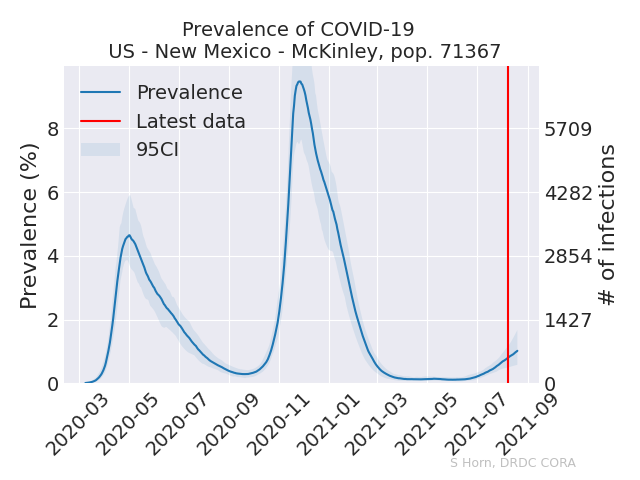 Prevalence of COVID-19
US - New Mexico - McKinley, pop. 71367
Prevalence
Latest data
95CI
Prevalence (%)
8
6
4
2
0
5709
4282
2854
1427
0
# of infections
2020-03
2020-05
2020-07
2020-09
2020-11
2021-01
2021-03
2021-05
2021-07
2021-09
S Horn, DRDC CORA